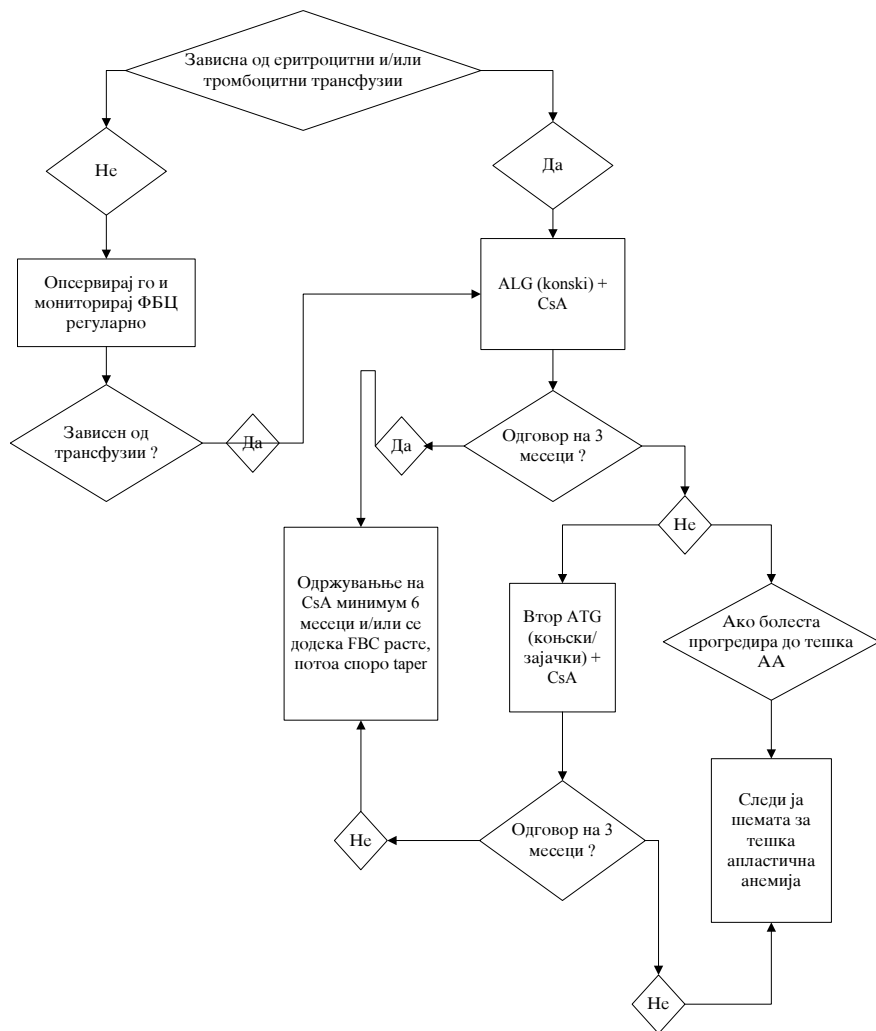 Зависна од еритроцитни и/или
тромбоцитни трансфузии
Не
Да
Опсервирај го и
мониторирај ФБЦ
регуларно
ALG (konski) +
CsA
Зависен од
трансфузии ?
Да
Да
Одговор на 3
месеци ?
Не
Одржувањње на
CsA минимум 6
месеци и/или се
додека FBC расте,
потоа споро taper
Втор ATG
(коњски/
зајачки) +
CsA
Ако болеста
прогредира до тешка
АА
Не
Одговор на 3
месеци ?
Следи ја
шемата за
тешка
апластична
анемија
Не